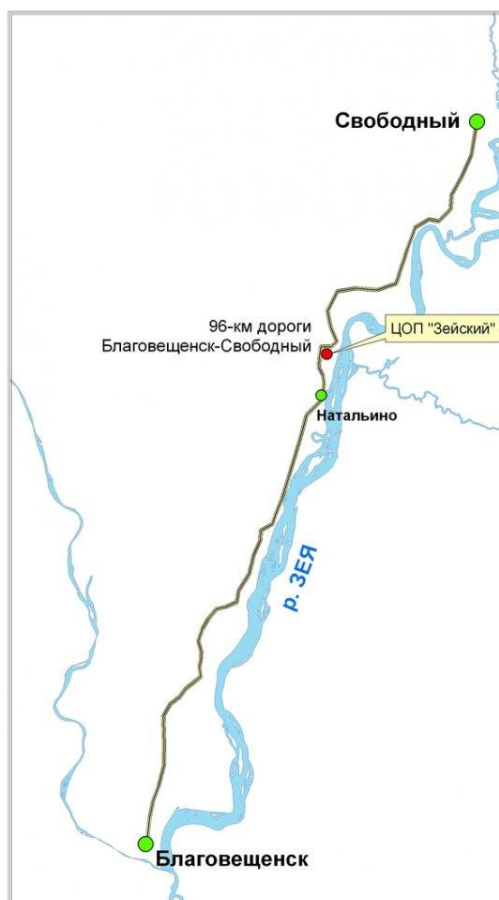 Свободный
96-км дороги
Благовещенск-Свободный
ЦОП "Зейский"
Натальино
р. ЗЕЯ
Благовещенск